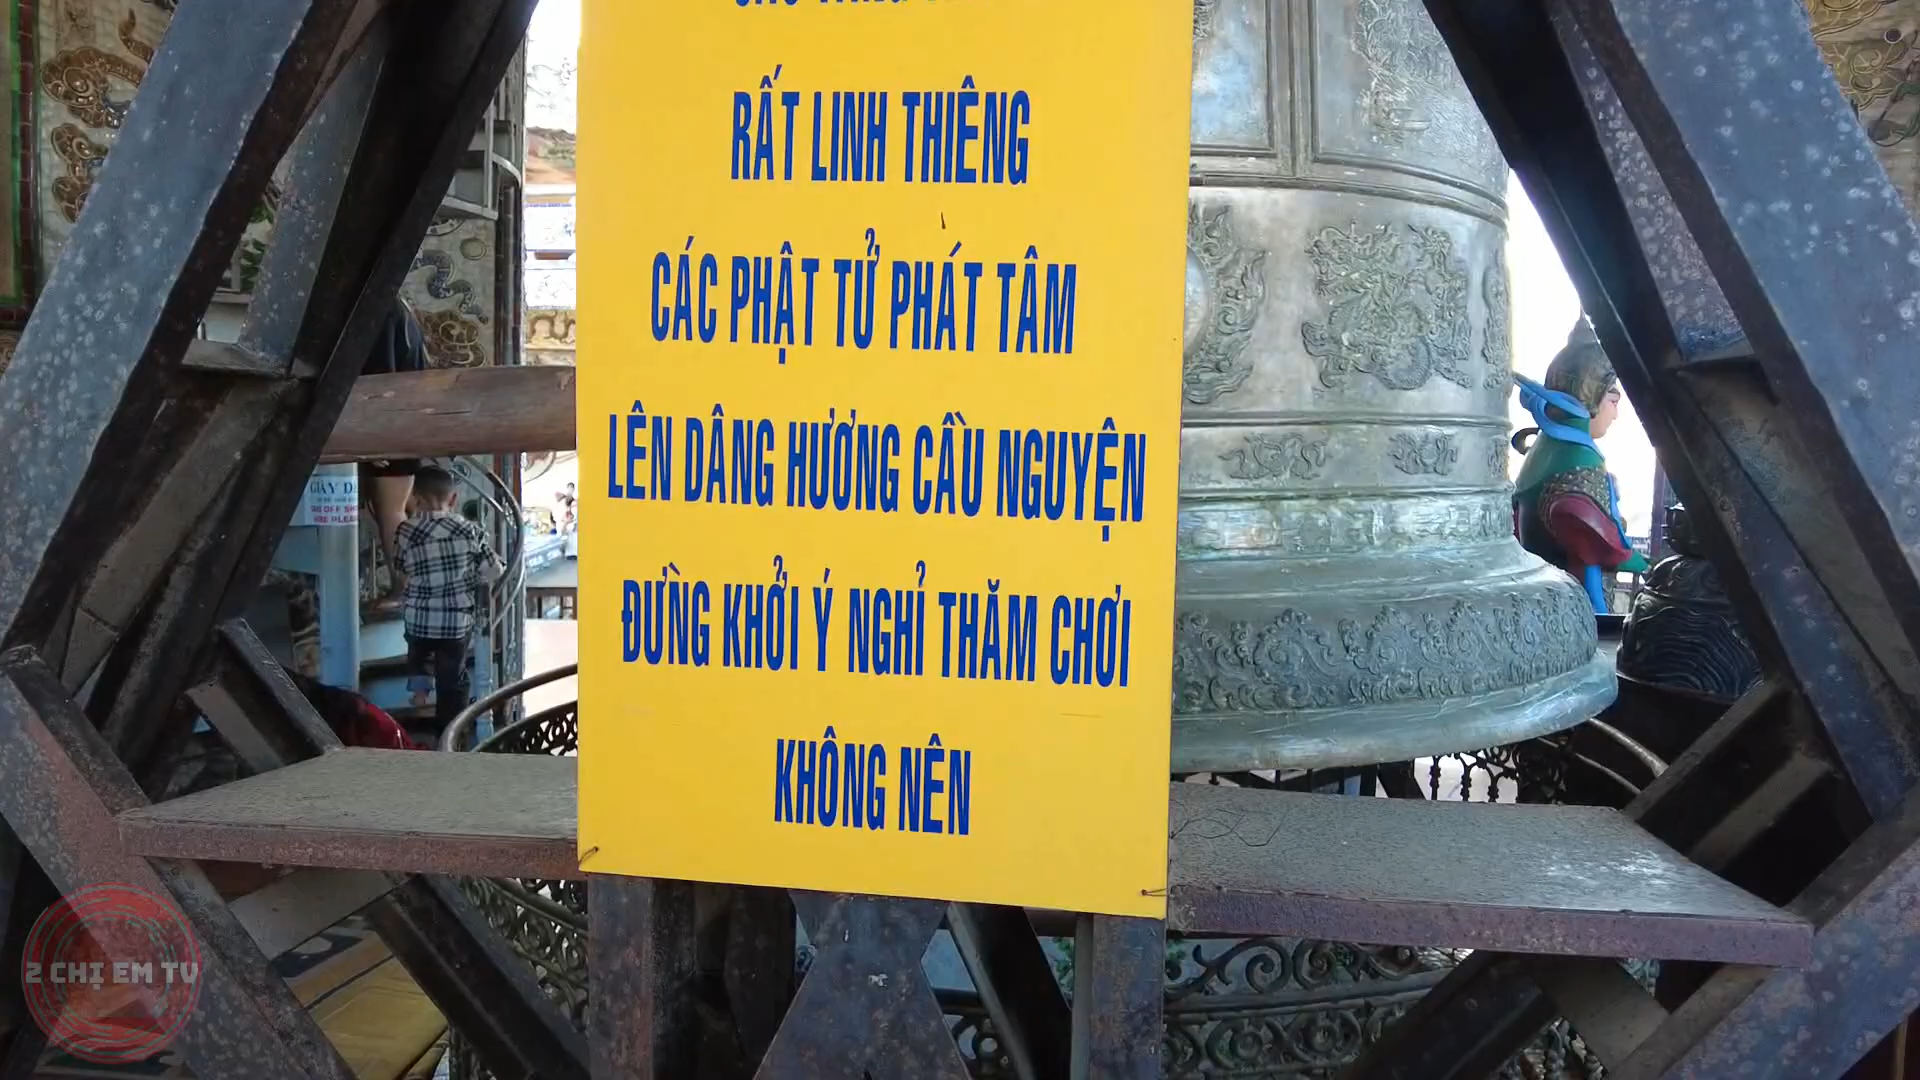 RẤT LINH THIÊNG
CÁC PHẬT TỬ PHÁT TÂM
LÊN DÂNG HƯƠNG CẦU NGUYỆN
ĐỪNG KHỞI Ý NGHỈ THĂM CHƠI
KHÔNG NÊN
GIÀY
2 CHỊ EM TV